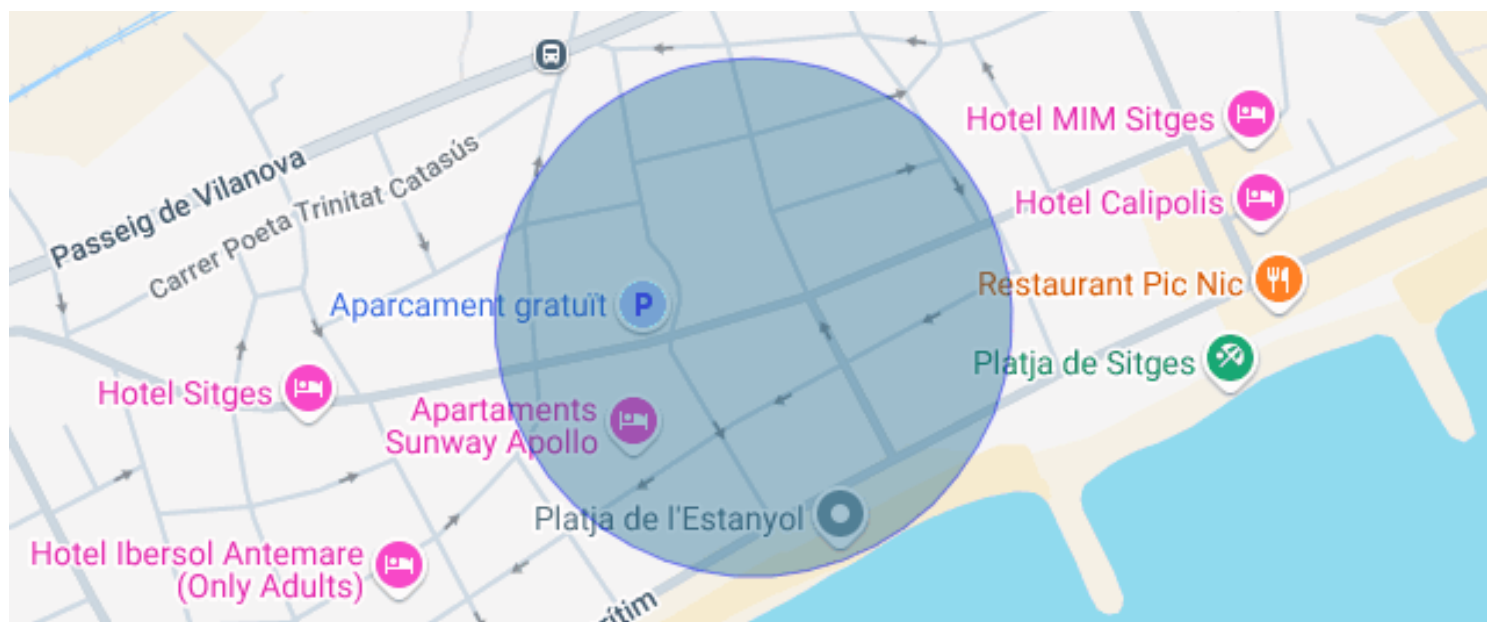 Hotel MIM Sitges
Passeig de Vilanova
Carrer Poeta Trinitat Catasús
Hotel Calipolis
Restaurant Pic Nic
Aparcament gratuït
P
Platja de Sitges
Hotel Sitges
Apartaments
Sunway Apollo
Platja de l'Estanyol
Hotel Ibersol Antemare
(Only Adults)
rítim